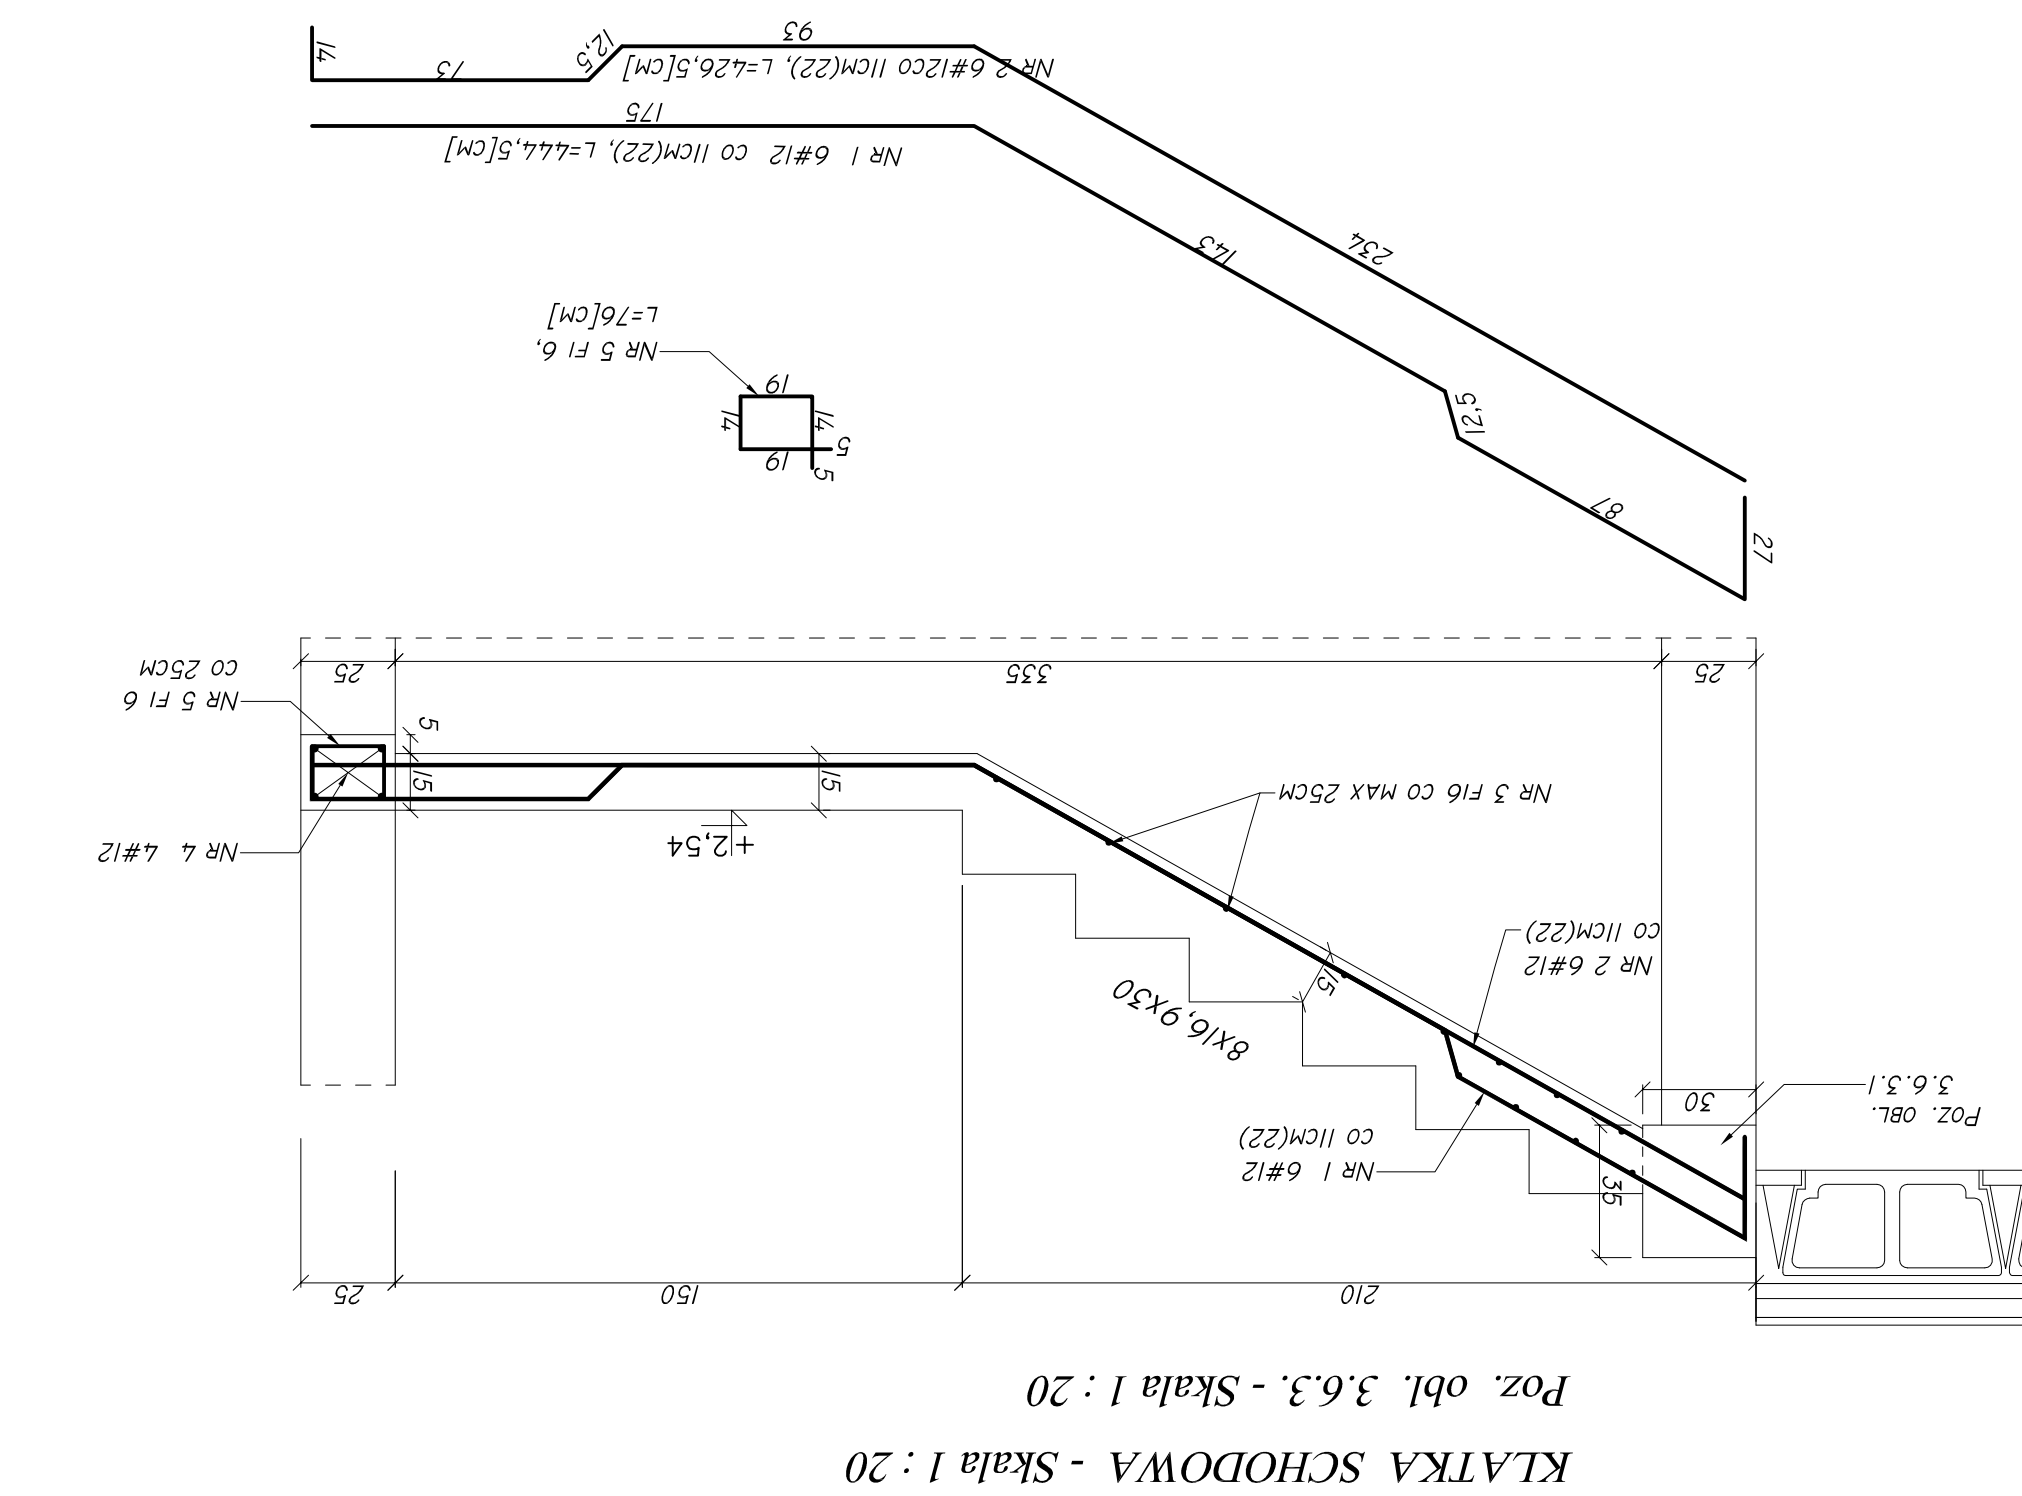 KLATKA SCHODOWA - Skala 1 : 20
Poz. obl. 3.6.3. - Skala 1 : 20
210
150
25
35
NR 1 6#12
CO 11CM(22)
POZ. OBL.
3.6.3.1
30
8X16,9X30
15
NR 2 6#12
CO 11CM(22)
+2,54
NR 4 4#12
NR 3 FI6 CO MAX 25CM
15
15
5
NR 5 FI 6
CO 25CM
25
335
25
27
87
12,5
5
19
5
14
14
19
NR 5 FI 6,
L=76[CM]
234
143
NR 1 6#12 CO 11CM(22), L=444,5[CM]
175
NR 2 6#12CO 11CM(22), L=426,5[CM]
93
12,5
73
14